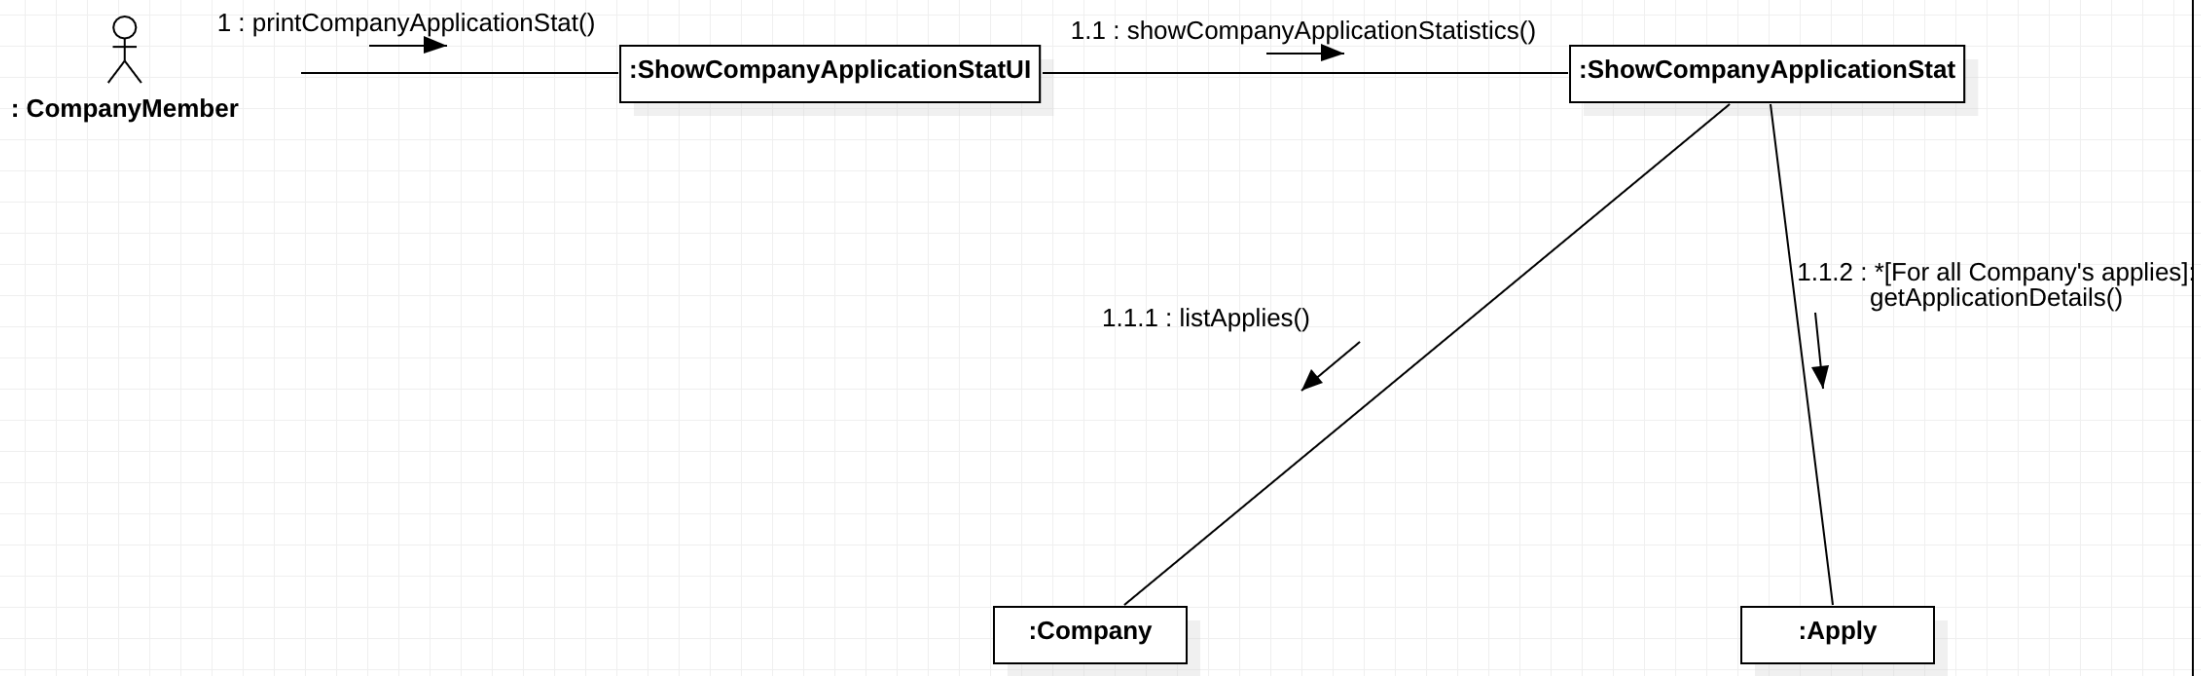 1 : printCompanyApplicationStat()
1.1 : showCompanyApplicationStatistics()
:ShowCompanyApplicationStatUI
:ShowCompanyApplicationStat
: CompanyMember
1.1.2 : *[For all Company's applies]:
getApplicationDetails()
1.1.1 : listApplies()
:Company
:Apply